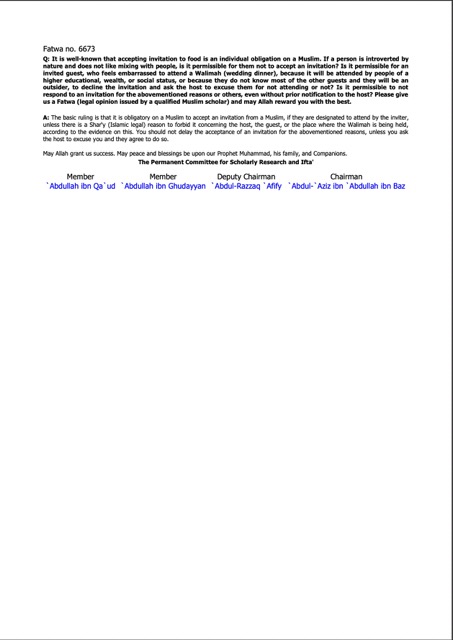 Fatwa no. 6673
Q: It is well-known that accepting invitation to food is an individual obligation on a Muslim. If a person is introverted by
nature and does not like mixing with people, is it permissible for them not to accept an invitation? Is it permissible for an
invited guest, who feels embarrassed to attend a Walimah (wedding dinner), because it will be attended by people of a
higher educational, wealth, or social status, or because they do not know most of the other guests and they will be an
outsider, to decline the invitation and ask the host to excuse them for not attending or not? Is it permissible to not
respond to an invitation for the abovementioned reasons or others, even without prior notification to the host? Please give
us a Fatwa (legal opinion issued by a qualified Muslim scholar) and may Allah reward you with the best.
A: The basic ruling is that it is obligatory on a Muslim to accept an invitation from a Muslim, if they are designated to attend by the inviter,
unless there is a Shar'y (Islamic legal) reason to forbid it concerning the host, the guest, or the place where the Walimah is being held,
according to the evidence on this. You should not delay the acceptance of an invitation for the abovementioned reasons, unless you ask
the host to excuse you and they agree to do so.
May Allah grant us success. May peace and blessings be upon our Prophet Muhammad, his family, and Companions.
The Permanent Committee for Scholarly Research and Ifta'
Member Member Deputy Chairman Chairman
`Abdullah ibn Qa`ud `Abdullah ibn Ghudayyan `Abdul-Razzaq `Afify `Abdul-`Aziz ibn `Abdullah ibn Baz